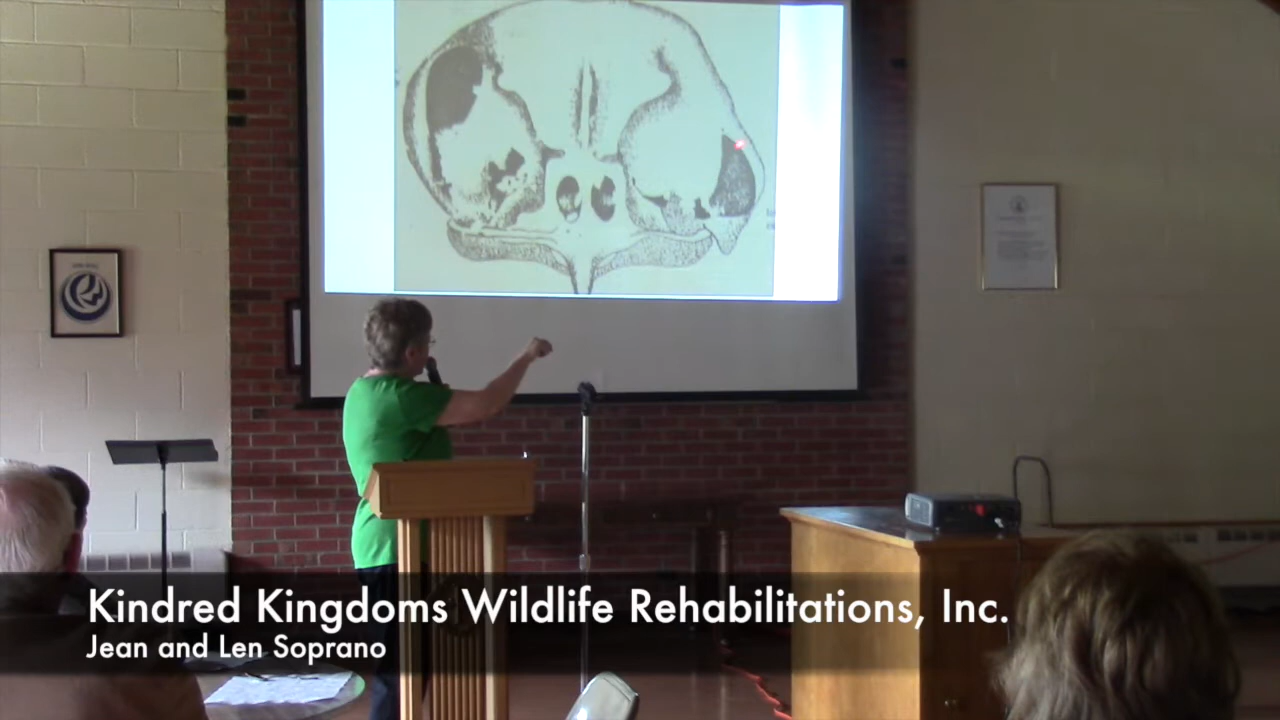 Kindred Kingdoms Wildlife Rehabilitations, Inc.
Jean and Len Soprano